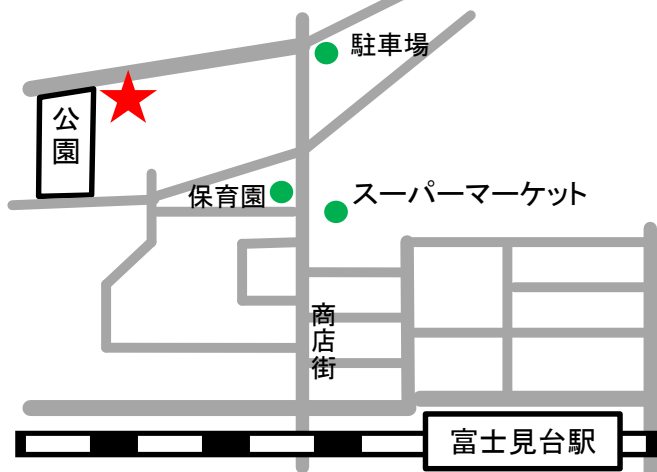 駐車場
公園
保育園
スーパーマーケット
商店街
富士見台駅